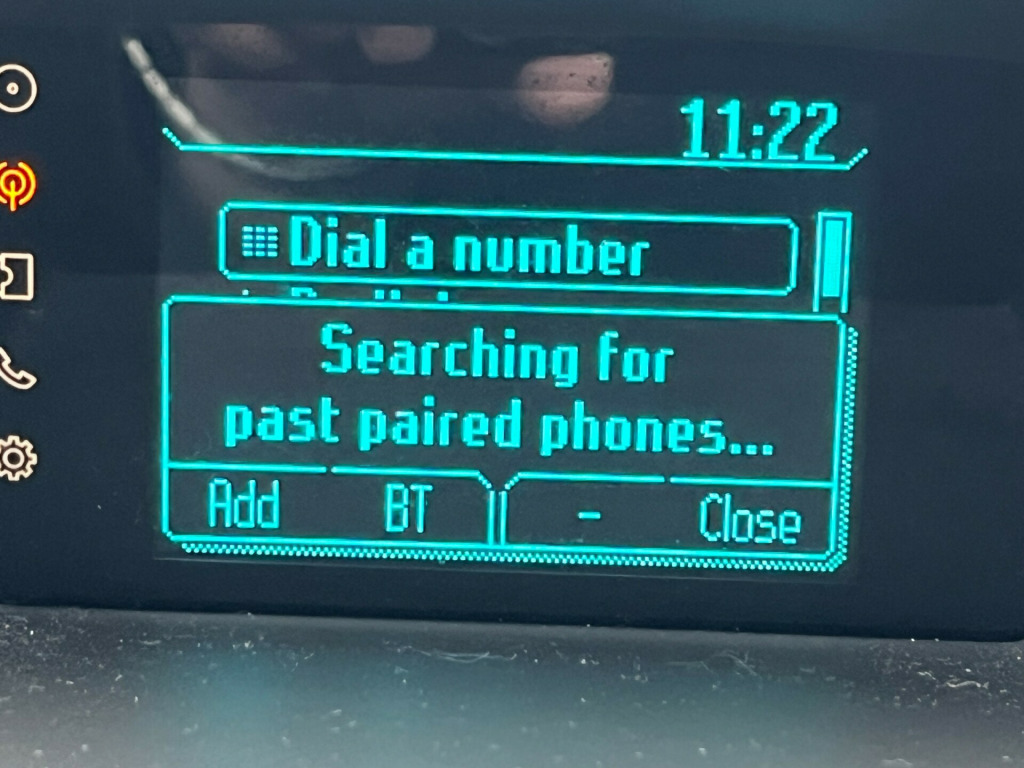 11:22
Dial a number
Searching for
past paired phones...
Add BT - Close